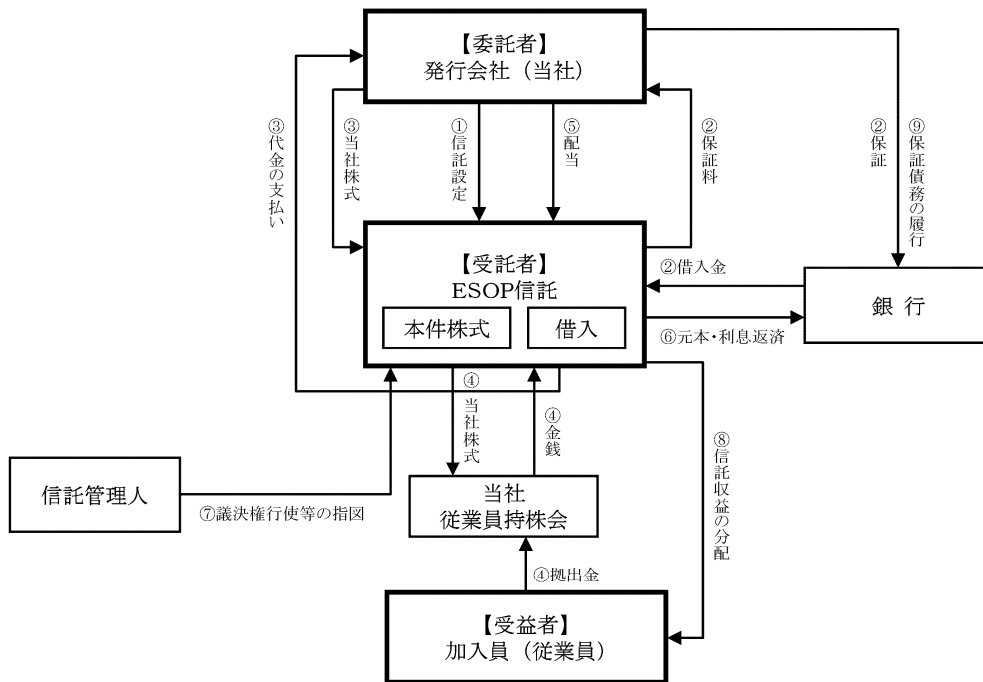 【委託者】
発行会社（当社）
③代金の支払い
③当社株式
①信託設定
⑤配当
②保証料
②保証
⑨保証債務の履行
【受託者】
ESOP信託
本件株式
借入
②借入金
⑥元本・利息返済
銀 行
④当社株式
④金銭
⑧信託収益の分配
信託管理人
⑦議決権行使等の指図
当社
従業員持株会
④拠出金
【受益者】
加入員（従業員）